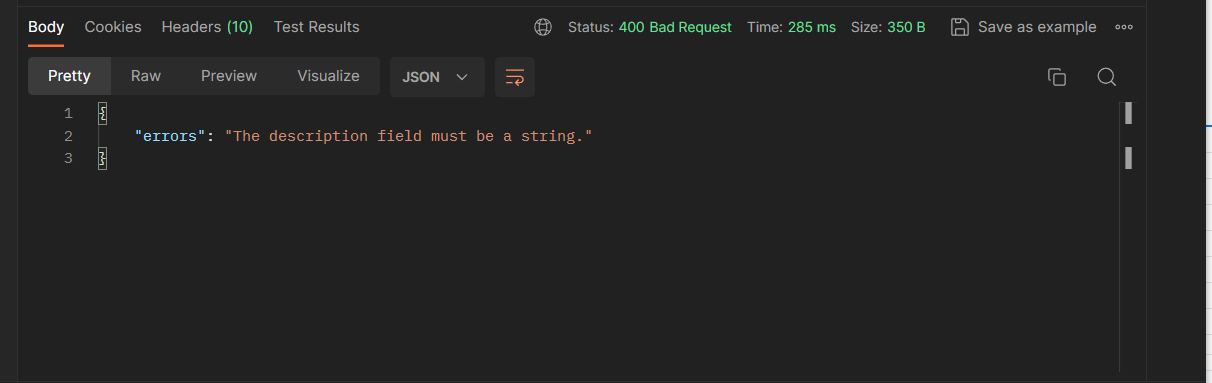 Body Cookies Headers (10) Test Results Status: 400 Bad Request Time: 285 ms Size: 350 B Save as example
Pretty Raw Preview Visualize JSON
1 {
2 "errors": "The description field must be a string."
3 }